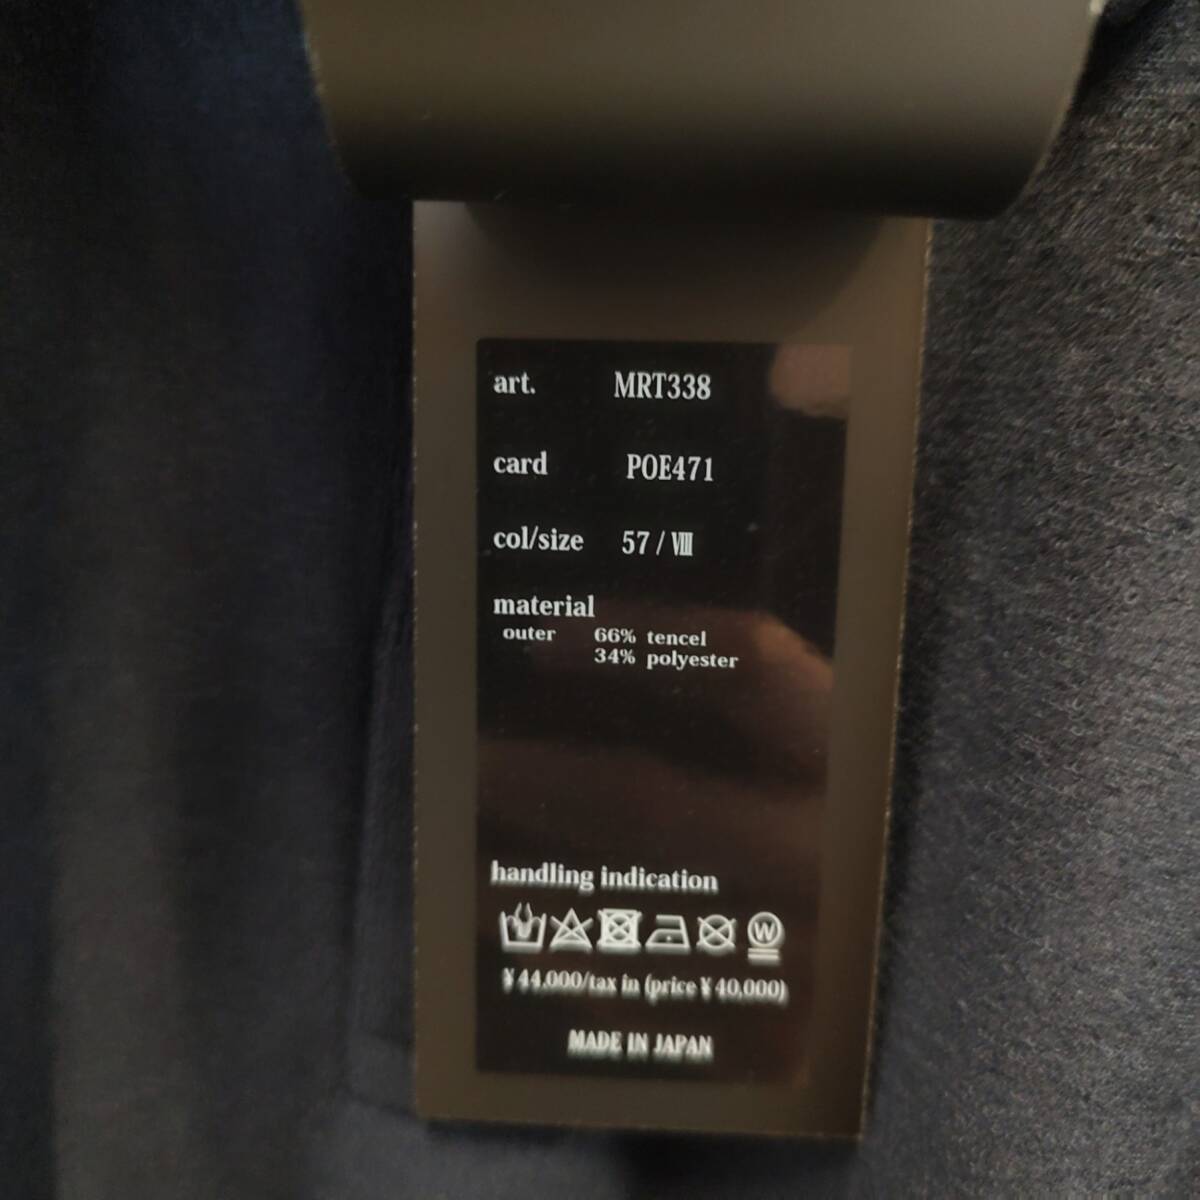 art. MRT338
card POE471
col/size 57 / Ⅷ
material
outer 66% tencel
34% polyester
handling indication
W
¥44,000/tax in (price ¥40,000)
MADE IN JAPAN